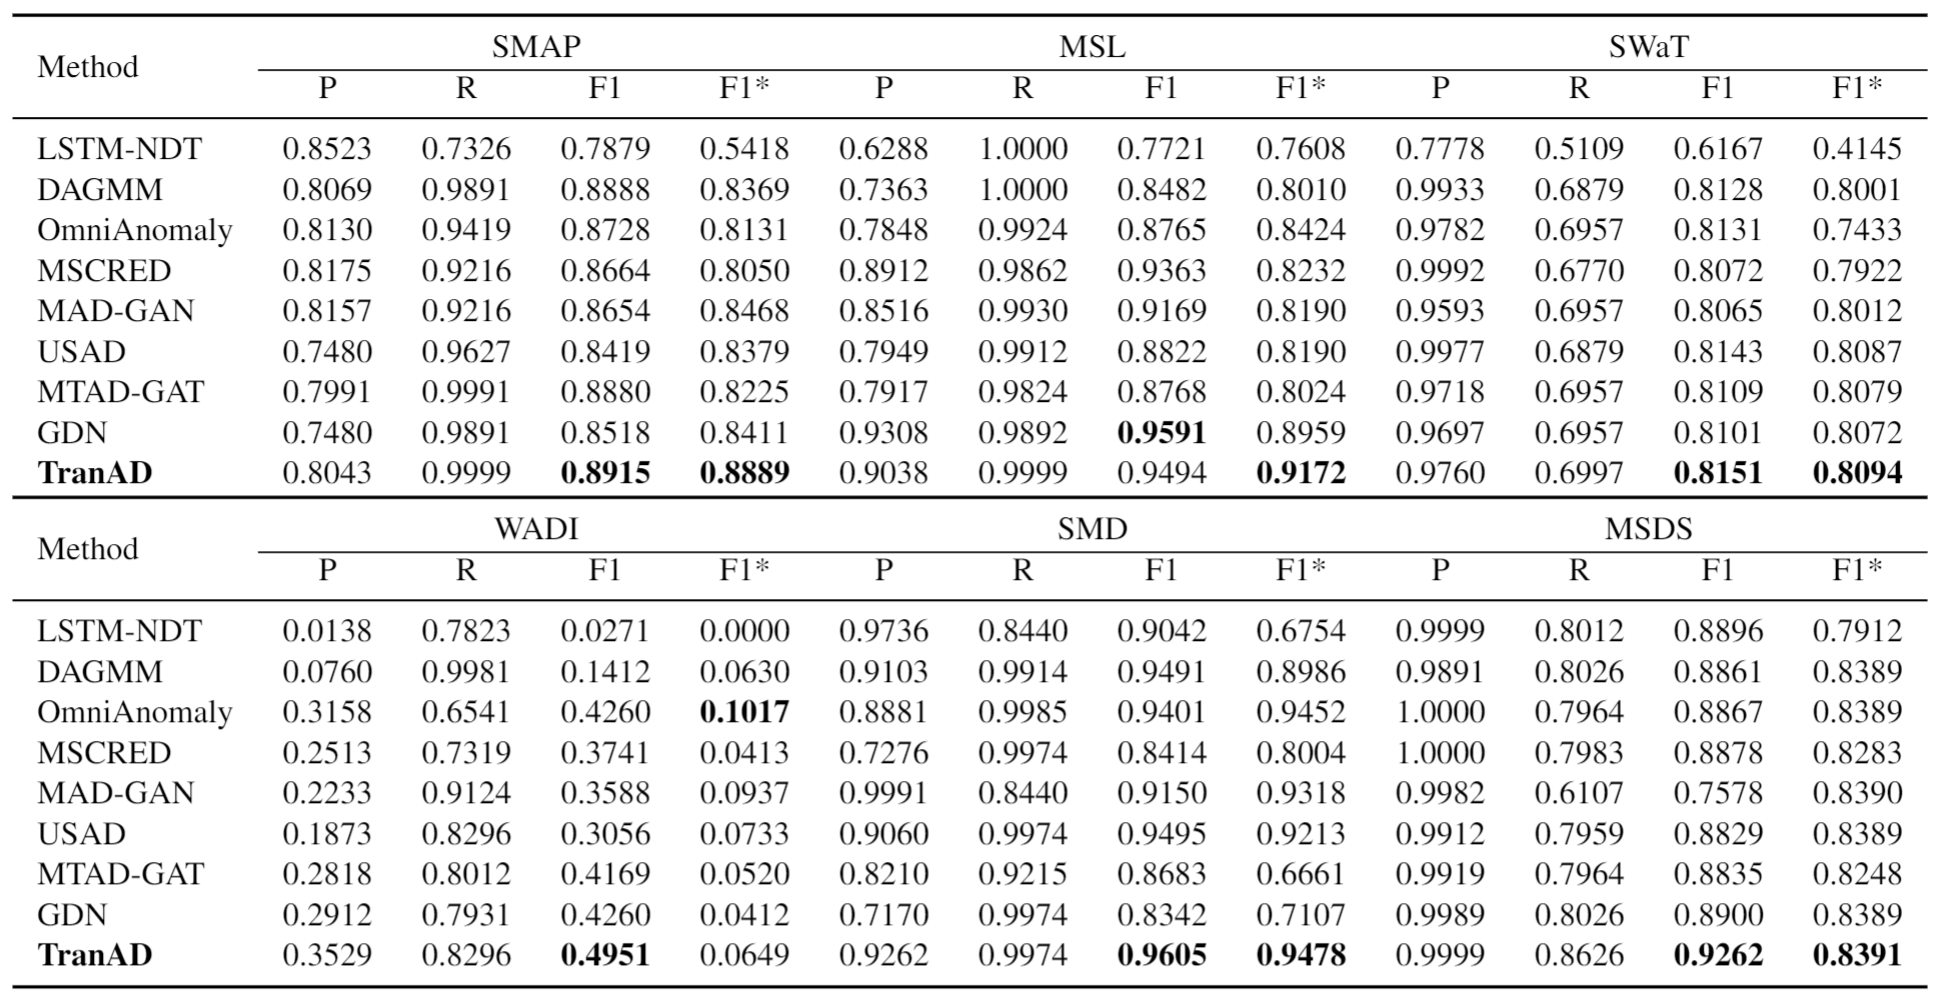 Method SMAP MSL SWaT
P R F1 F1* P R F1 F1* P R F1 F1*
LSTM-NDT 0.8523 0.7326 0.7879 0.5418 0.6288 1.0000 0.7721 0.7608 0.7778 0.5109 0.6167 0.4145
DAGMM 0.8069 0.9891 0.8888 0.8369 0.7363 1.0000 0.8482 0.8010 0.9933 0.6879 0.8128 0.8001
OmniAnomaly 0.8130 0.9419 0.8728 0.8131 0.7848 0.9924 0.8765 0.8424 0.9782 0.6957 0.8131 0.7433
MSCRED 0.8175 0.9216 0.8664 0.8050 0.8912 0.9862 0.9363 0.8232 0.9992 0.6770 0.8072 0.7922
MAD-GAN 0.8157 0.9216 0.8654 0.8468 0.8516 0.9930 0.9169 0.8190 0.9593 0.6957 0.8065 0.8012
USAD 0.7480 0.9627 0.8419 0.8379 0.7949 0.9912 0.8822 0.8190 0.9977 0.6879 0.8143 0.8087
MTAD-GAT 0.7991 0.9991 0.8880 0.8225 0.7917 0.9824 0.8768 0.8024 0.9718 0.6957 0.8109 0.8079
GDN 0.7480 0.9891 0.8518 0.8411 0.9308 0.9892 0.9591 0.8959 0.9697 0.6957 0.8101 0.8072
TranAD 0.8043 0.9999 0.8915 0.8889 0.9038 0.9999 0.9494 0.9172 0.9760 0.6997 0.8151 0.8094
Method WADI SMD MSDS
P R F1 F1* P R F1 F1* P R F1 F1*
LSTM-NDT 0.0138 0.7823 0.0271 0.0000 0.9736 0.8440 0.9042 0.6754 0.9999 0.8012 0.8896 0.7912
DAGMM 0.0760 0.9981 0.1412 0.0630 0.9103 0.9914 0.9491 0.8986 0.9891 0.8026 0.8861 0.8389
OmniAnomaly 0.3158 0.6541 0.4260 0.1017 0.8881 0.9985 0.9401 0.9452 1.0000 0.7964 0.8867 0.8389
MSCRED 0.2513 0.7319 0.3741 0.0413 0.7276 0.9974 0.8414 0.8004 1.0000 0.7983 0.8878 0.8283
MAD-GAN 0.2233 0.9124 0.3588 0.0937 0.9991 0.8440 0.9150 0.9318 0.9982 0.6107 0.7578 0.8390
USAD 0.1873 0.8296 0.3056 0.0733 0.9060 0.9974 0.9495 0.9213 0.9912 0.7959 0.8829 0.8389
MTAD-GAT 0.2818 0.8012 0.4169 0.0520 0.8210 0.9215 0.8683 0.6661 0.9919 0.7964 0.8835 0.8248
GDN 0.2912 0.7931 0.4260 0.0412 0.7170 0.9974 0.8342 0.7107 0.9989 0.8026 0.8900 0.8389
TranAD 0.3529 0.8296 0.4951 0.0649 0.9262 0.9974 0.9605 0.9478 0.9999 0.8626 0.9262 0.8391